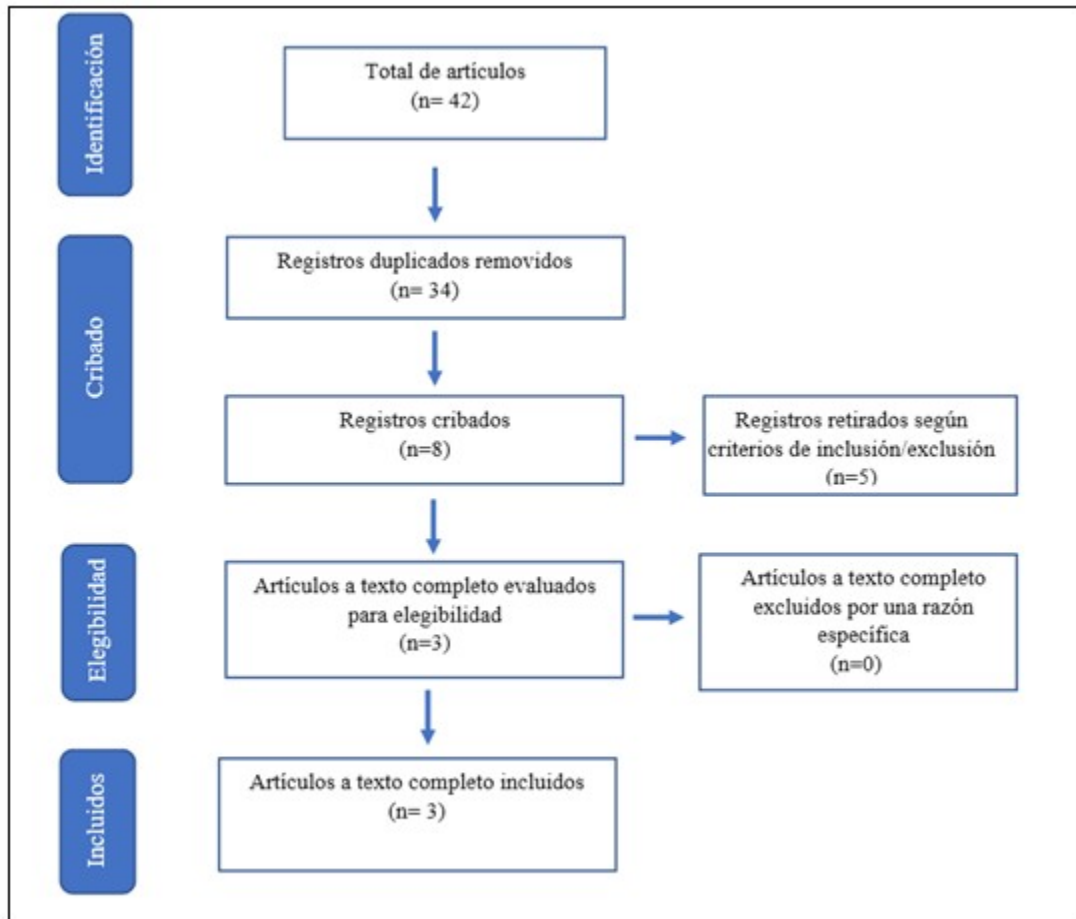 Identificación
Total de artículos
(n= 42)
Cribado
Registros duplicados removidos
(n= 34)
Registros cribados
(n=8)
Registros retirados según
criterios de inclusión/exclusión
(n=5)
Elegibilidad
Artículos a texto completo evaluados
para elegibilidad
(n=3)
Artículos a texto completo
excluidos por una razón
específica
(n=0)
Incluidos
Artículos a texto completo incluidos
(n= 3)